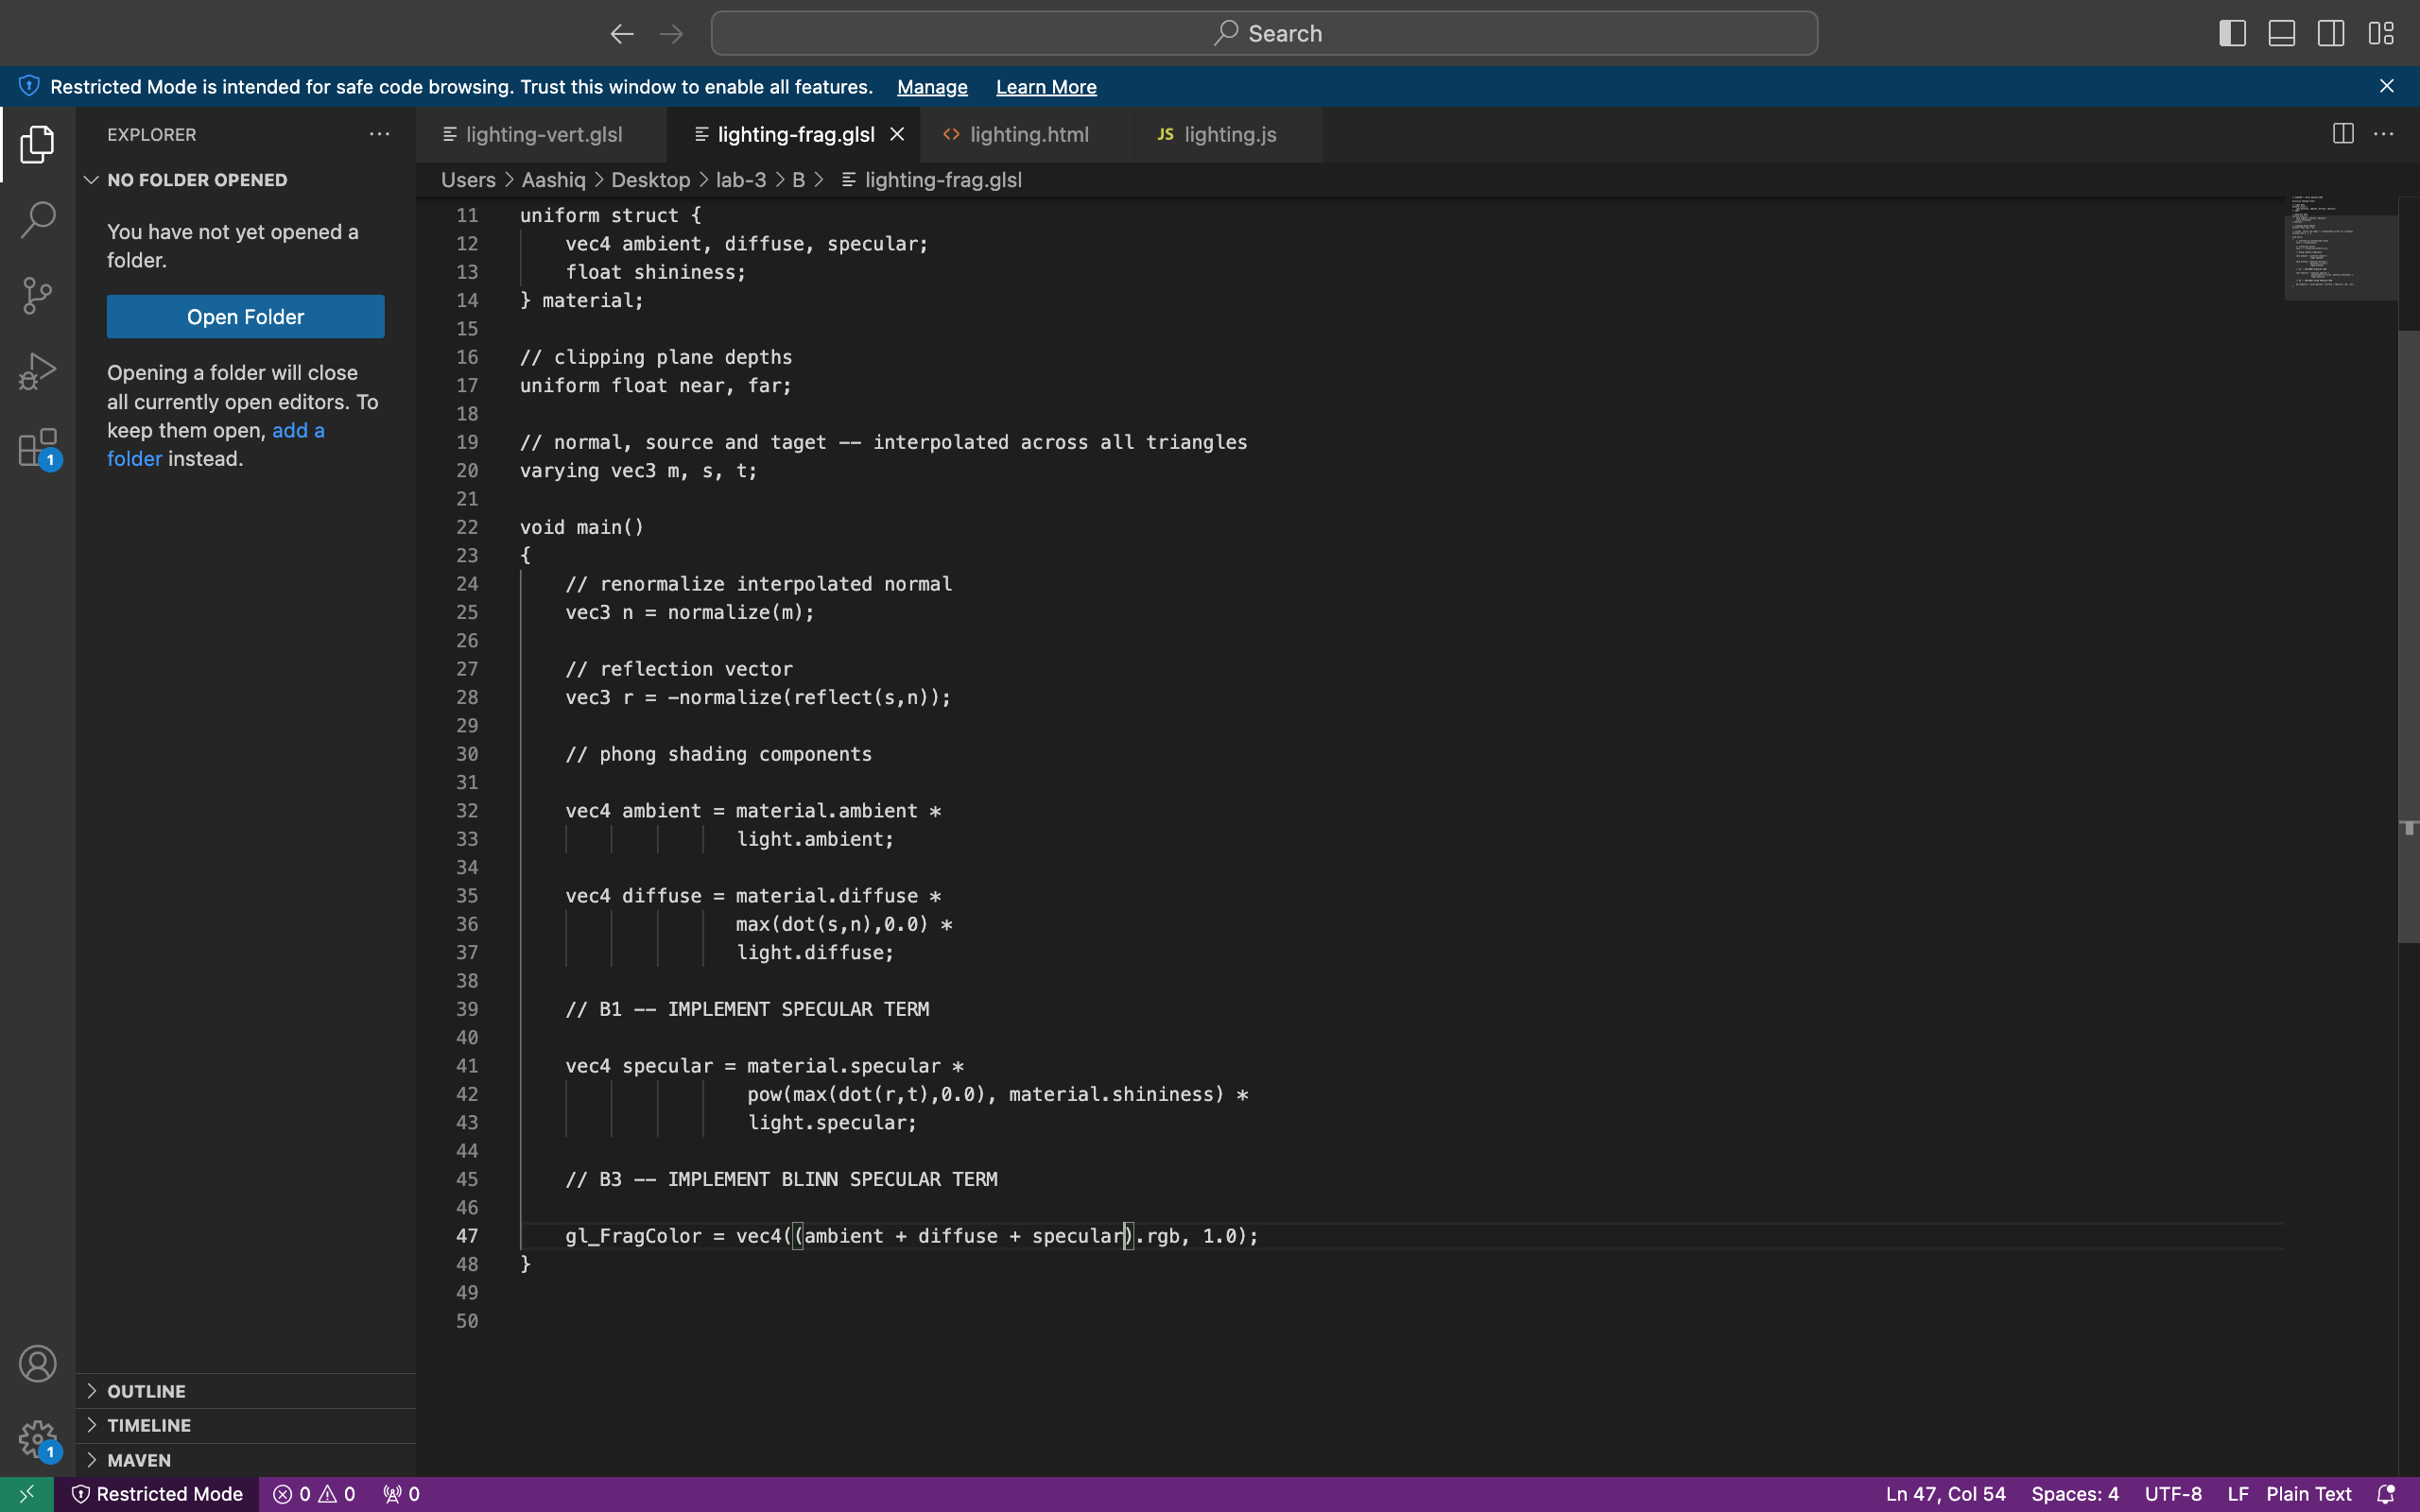 Search
Restricted Mode is intended for safe code browsing. Trust this window to enable all features. Manage Learn More
EXPLORER
NO FOLDER OPENED
You have not yet opened a
folder.
Open Folder
Opening a folder will close
all currently open editors. To
keep them open, add a
folder instead.
1
OUTLINE
TIMELINE
MAVEN
1
lighting-vert.glsl lighting-frag.glsl lighting.html JS lighting.js
Users > Aashiq > Desktop > lab-3 > B > lighting-frag.glsl
11 uniform struct {
12 vec4 ambient, diffuse, specular;
13 float shininess;
14 } material;
15
16 // clipping plane depths
17 uniform float near, far;
18
19 // normal, source and taget -- interpolated across all triangles
20 varying vec3 m, s, t;
21
22 void main()
23 {
24 // renormalize interpolated normal
25 vec3 n = normalize(m);
26
27 // reflection vector
28 vec3 r = -normalize(reflect(s,n));
29
30 // phong shading components
31
32 vec4 ambient = material.ambient *
33 light.ambient;
34
35 vec4 diffuse = material.diffuse *
36 max(dot(s,n),0.0) *
37 light.diffuse;
38
39 // B1 -- IMPLEMENT SPECULAR TERM
40
41 vec4 specular = material.specular *
42 pow(max(dot(r,t),0.0), material.shininess) *
43 light.specular;
44
45 // B3 -- IMPLEMENT BLINN SPECULAR TERM
46
47 gl_FragColor = vec4((ambient + diffuse + specular).rgb, 1.0);
48 }
49
50
Restricted Mode 0 0 0 Ln 47, Col 54 Spaces: 4 UTF-8 LF Plain Text